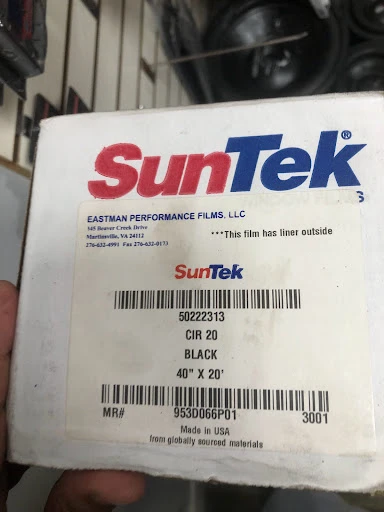 SunTek®
WINDOW FILMS
EASTMAN PERFORMANCE FILMS, LLC
345 Beaver Creek Drive
Martinsville, VA 24112
276-632-4991 Fax 276-632-0173
***This film has liner outside
SunTek
50222313
CIR 20
BLACK
40" X 20'
MR# 953D066P01 3001
Made in USA
from globally sourced materials